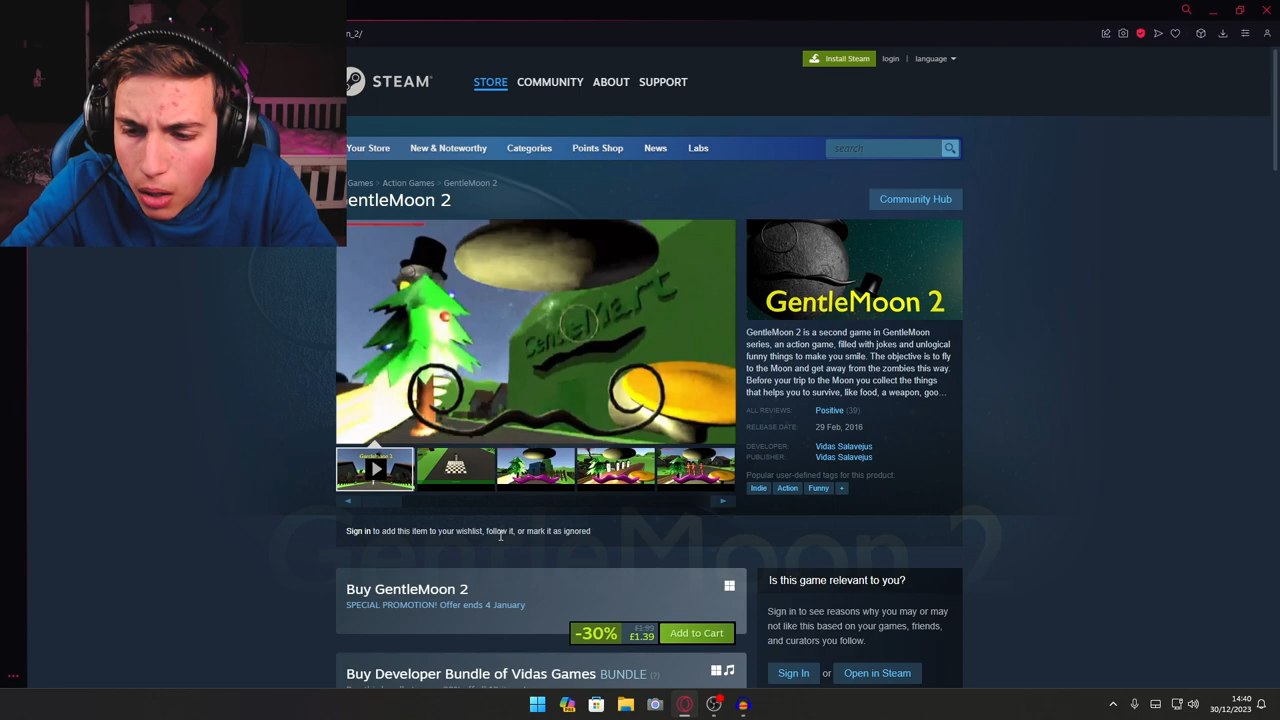 n_2/
Install Steam login | language
STEAM
STORE COMMUNITY ABOUT SUPPORT
Your Store New & Noteworthy Categories Points Shop News Labs search
Games > Action Games > GentleMoon 2
entleMoon 2
Community Hub
GentleMoon 2
GentleMoon 2 is a second game in GentleMoon
series, an action game, filled with jokes and unlogical
funny things to make you smile. The objective is to fly
to the Moon and get away from the zombies this way.
Before your trip to the Moon you collect the things
that helps you to survive, like food, a weapon, goo...
ALL REVIEWS: Positive (39)
RELEASE DATE: 29 Feb, 2016
DEVELOPER: Vidas Salavejus
PUBLISHER: Vidas Salavejus
Popular user-defined tags for this product:
Indie Action Funny +
Sign in to add this item to your wishlist, follow it, or mark it as ignored
GENTLEMOON 2
Buy GentleMoon 2
SPECIAL PROMOTION! Offer ends 4 January
-30% £1.99 £1.39 Add to Cart
Is this game relevant to you?
Sign in to see reasons why you may or may
not like this based on your games, friends,
and curators you follow.
Sign In or Open in Steam
Buy Developer Bundle of Vidas Games BUNDLE (?)
14:40
30/12/2023